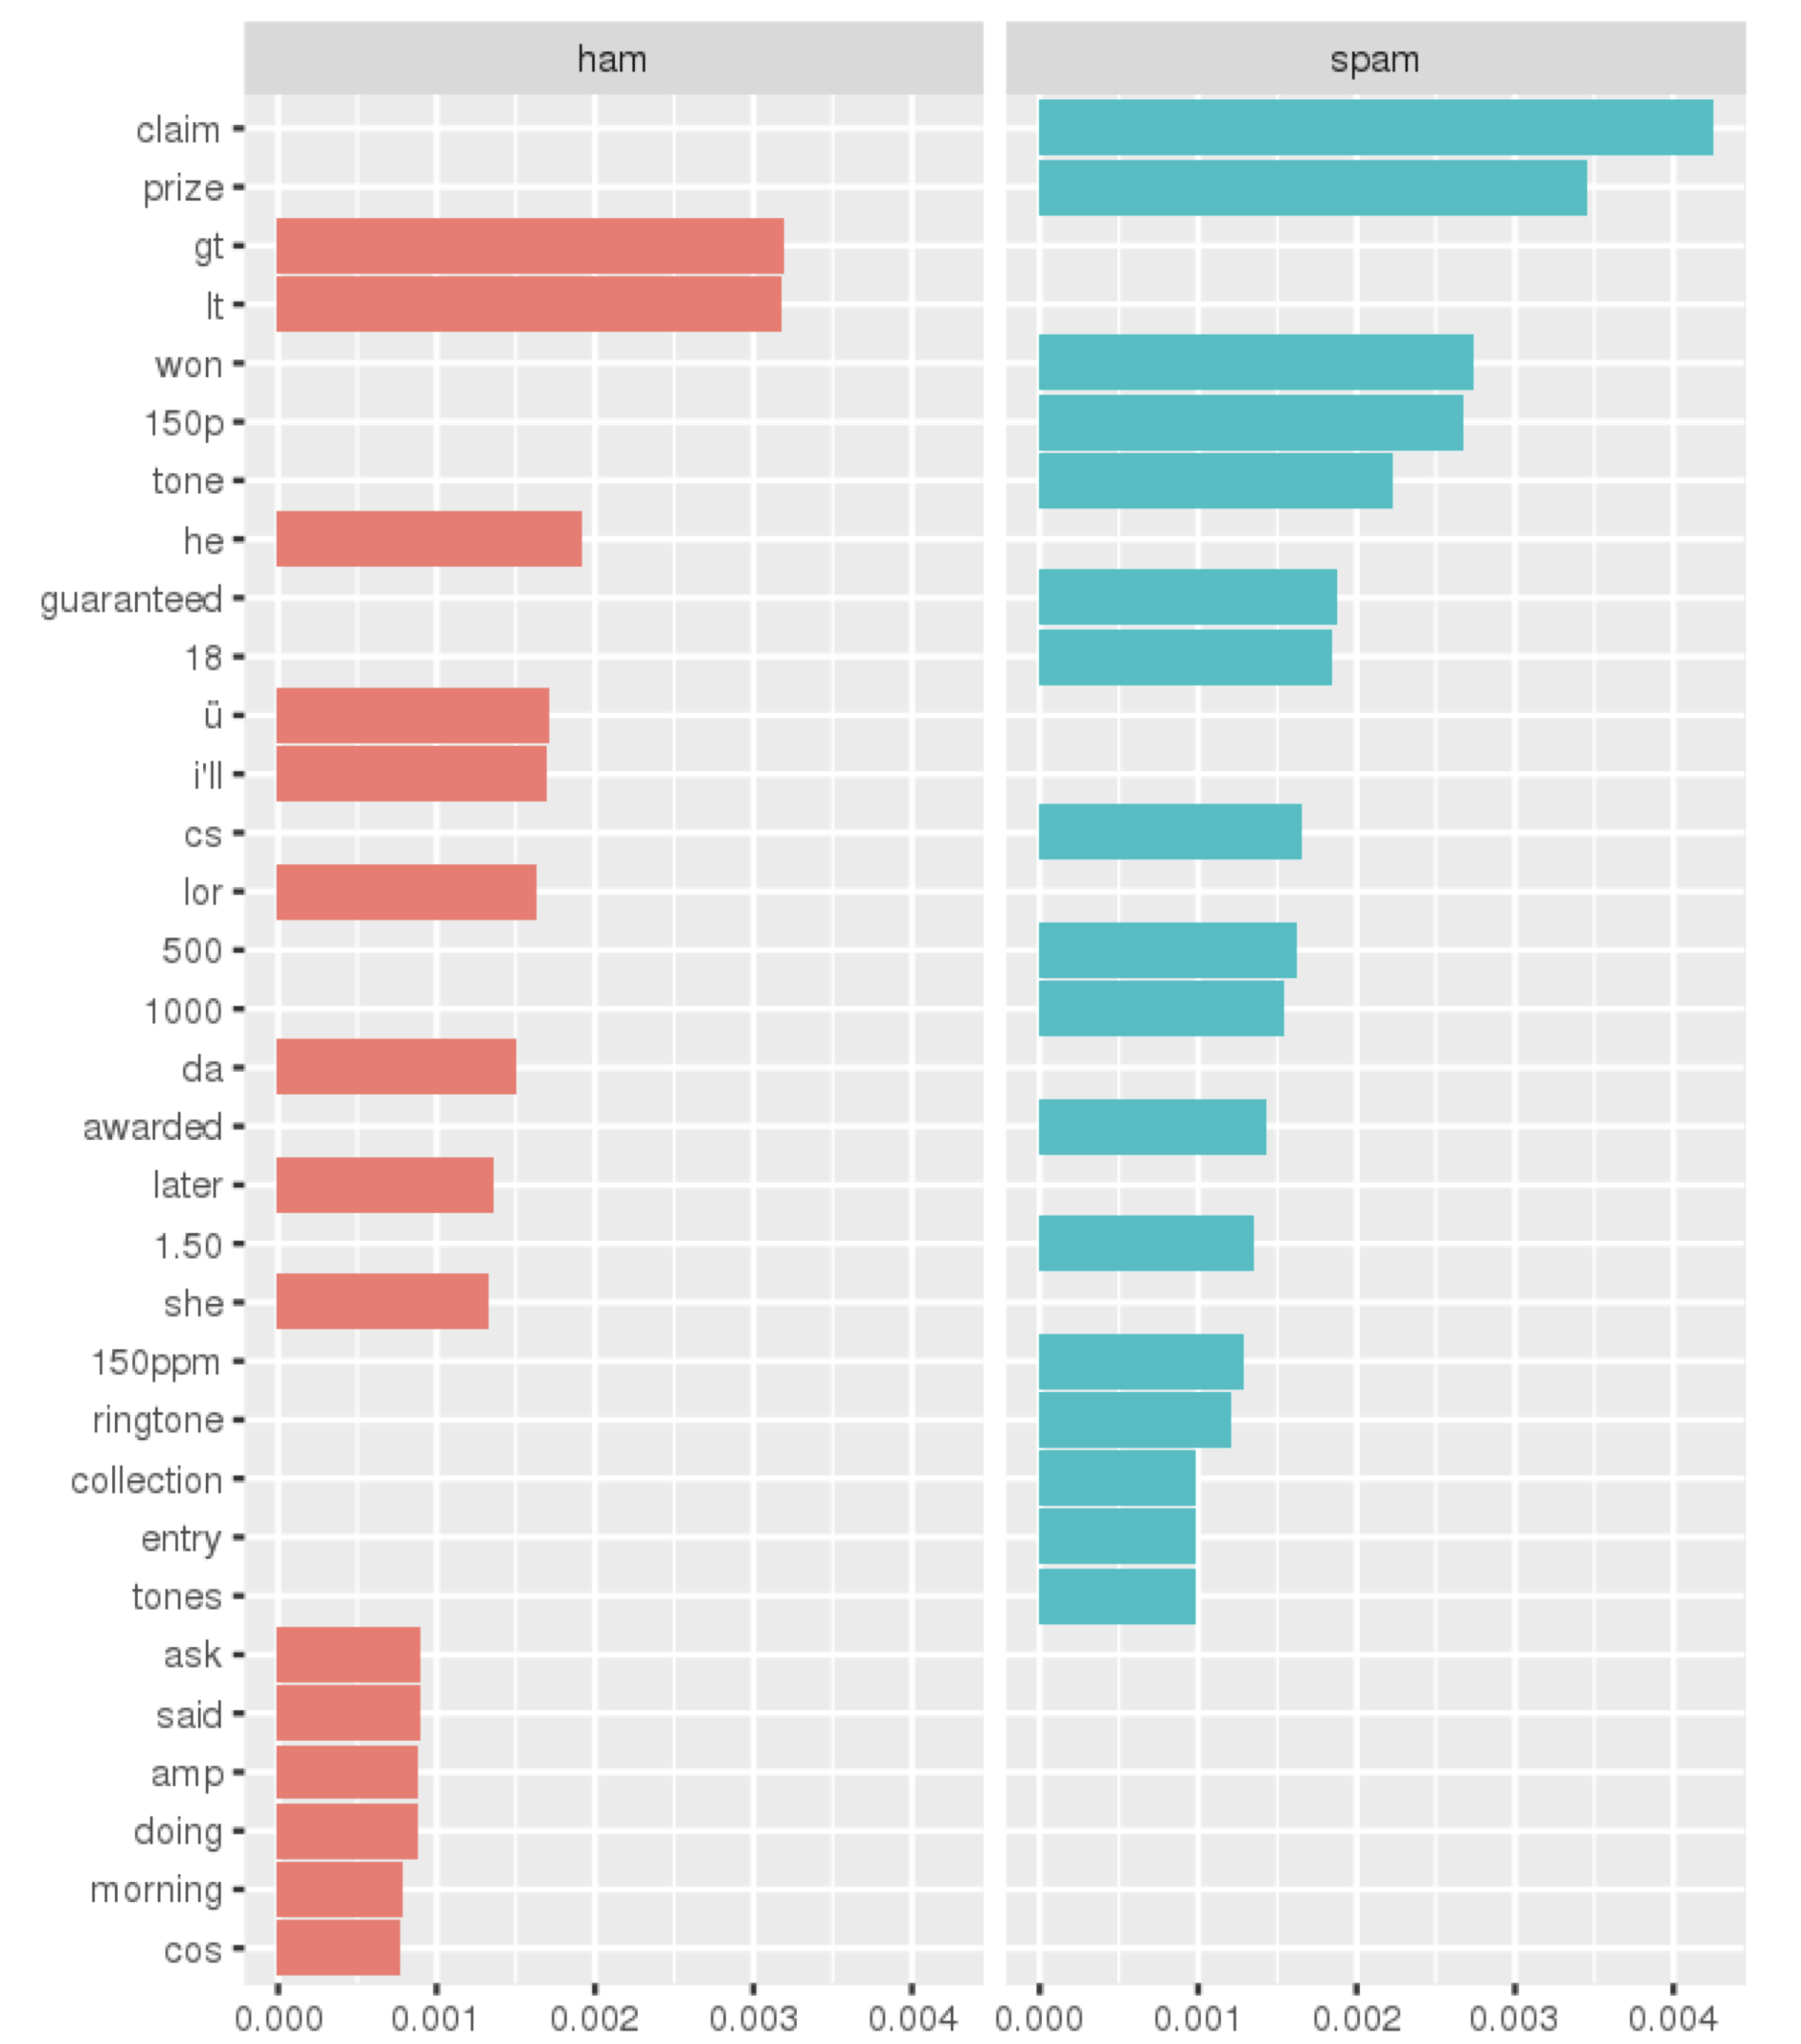 ham spam
claim
prize
gt
lt
won
150p
tone
he
guaranteed
18
ü
i'll
cs
lor
500
1000
da
awarded
later
1.50
she
150ppm
ringtone
collection
entry
tones
ask
said
amp
doing
morning
cos
0.000 0.001 0.002 0.003 0.004 0.000 0.001 0.002 0.003 0.004